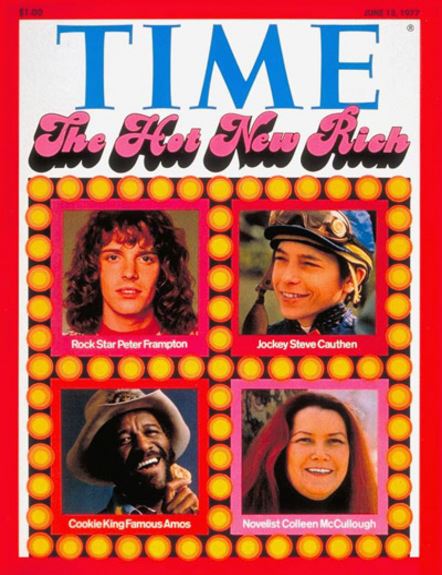 $1.00
JUNE 13, 1977
TIME
®
The Hot New Rich
Rock Star Peter Frampton
Jockey Steve Cauthen
Cookie King Famous Amos
Novelist Colleen McCullough